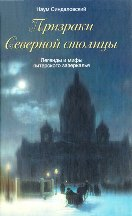 Наум Синдаловский
Призраки
Северной столицы
Легенды и мифы
питерского зазеркалья